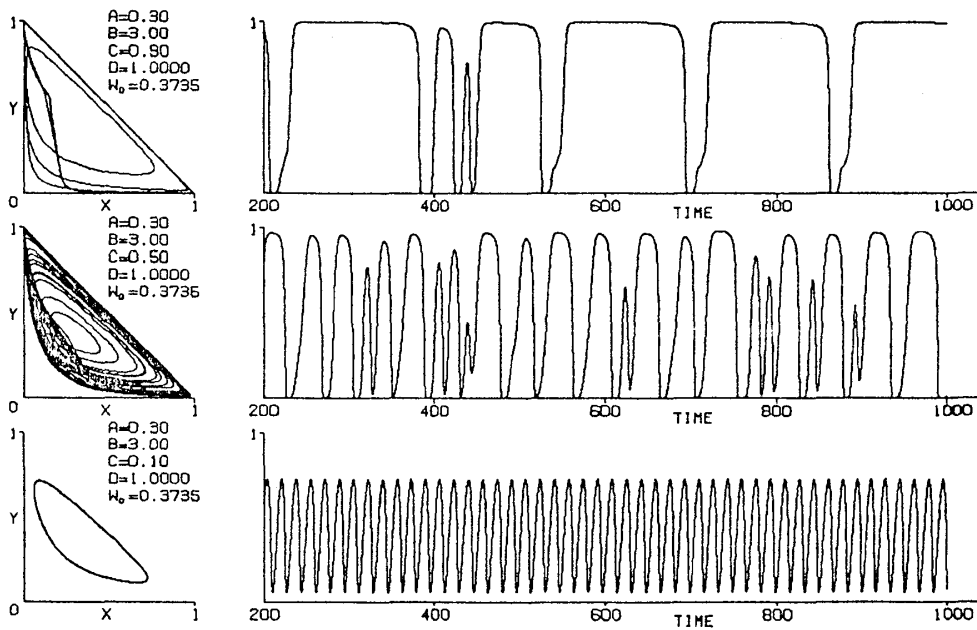 1
A=0.30
B=3.00
C=0.90
D=1.0000
W₀=0.3735
Y
0
X
1
1
200
400
600
TIME
800
1000
1
A=0.30
B=3.00
C=0.50
D=1.0000
W₀=0.3735
Y
0
X
1
1
200
400
600
TIME
800
1000
1
A=0.30
B=3.00
C=0.10
D=1.0000
W₀=0.3735
Y
0
X
1
1
200
400
600
TIME
800
1000